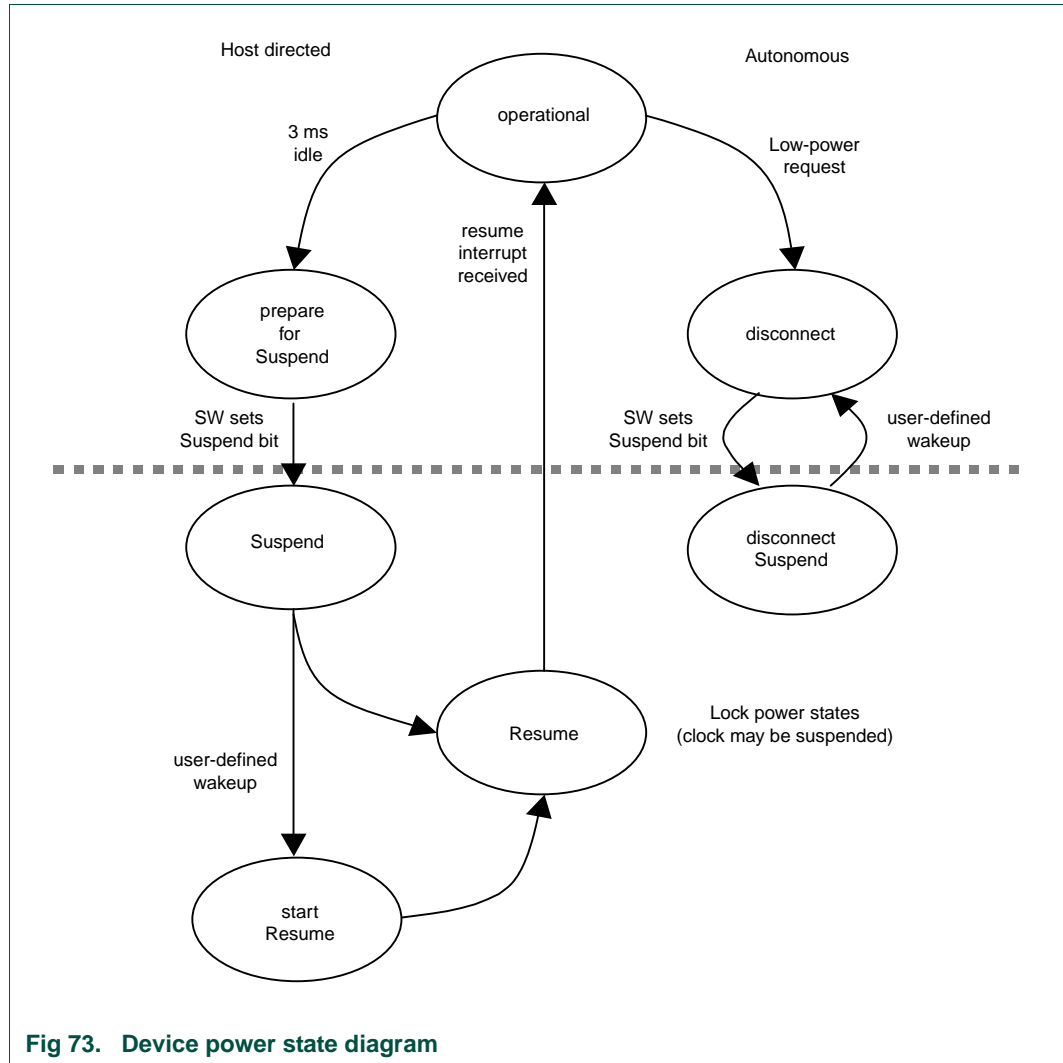 Host directed
Autonomous
operational
3 ms
idle
Low-power
request
resume
interrupt
received
prepare
for
Suspend
disconnect
SW sets
Suspend bit
SW sets
Suspend bit
user-defined
wakeup
Suspend
disconnect
Suspend
Resume
Lock power states
(clock may be suspended)
user-defined
wakeup
start
Resume
Fig 73. Device power state diagram